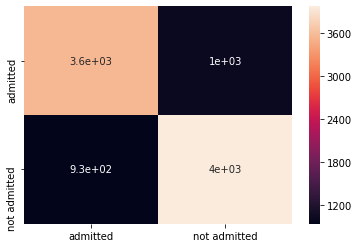 3.6e+03 1e+03
9.3e+02 4e+03
admitted
not admitted
admitted not admitted
3600
3000
2400
1800
1200